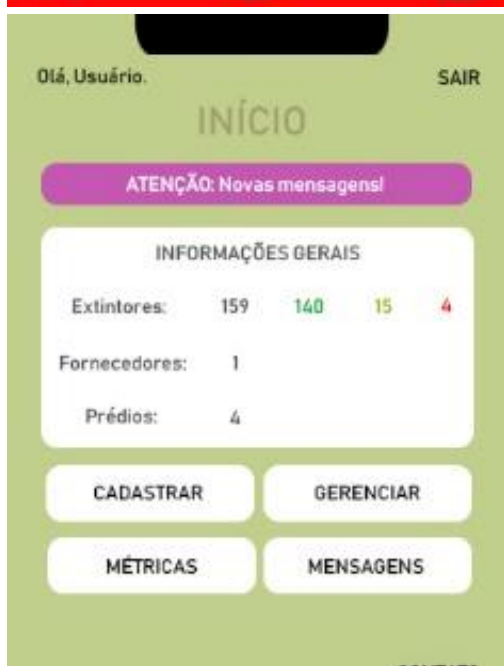 Olá, Usuário. SAIR
INÍCIO
ATENÇÃO: Novas mensagens!
INFORMAÇÕES GERAIS
Extintores: 159 140 15 4
Fornecedores: 1
Prédios: 4
CADASTRAR GERENCIAR
MÉTRICAS MENSAGENS